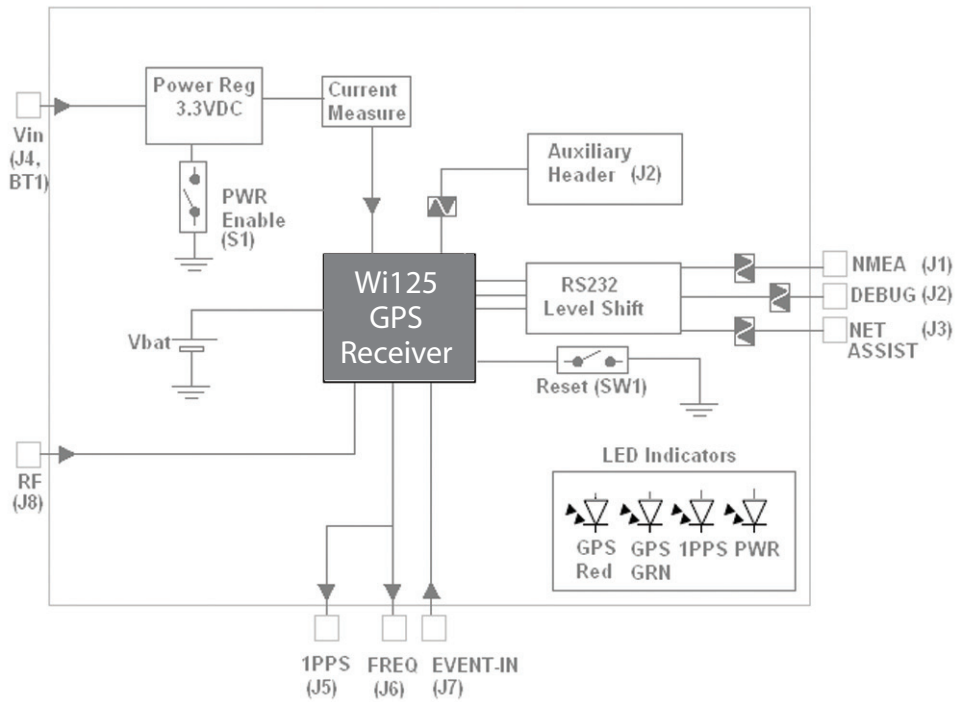 Power Reg
3.3VDC
Current
Measure
Vin
(J4,
BT1)
PWR
Enable
(S1)
Auxiliary
Header (J2)
Wi125
GPS
Receiver
RS232
Level Shift
NMEA (J1)
DEBUG (J2)
NET (J3)
ASSIST
Vbat
Reset (SW1)
RF
(J8)
LED Indicators
GPS
Red
GPS
GRN
1PPS
PWR
1PPS
(J5)
FREQ
(J6)
EVENT-IN
(J7)